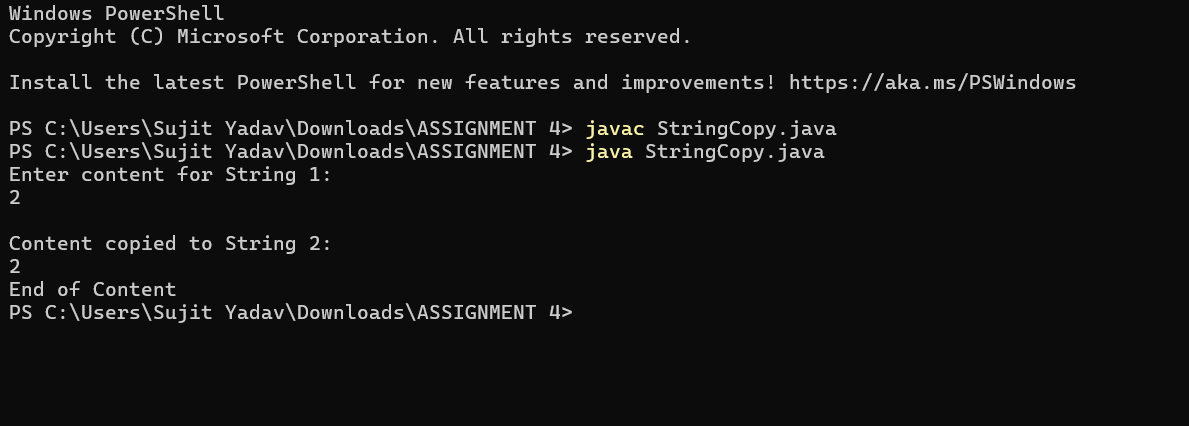 Windows PowerShell
Copyright (C) Microsoft Corporation. All rights reserved.
Install the latest PowerShell for new features and improvements! https://aka.ms/PSWindows
PS C:\Users\Sujit Yadav\Downloads\ASSIGNMENT 4> javac StringCopy.java
PS C:\Users\Sujit Yadav\Downloads\ASSIGNMENT 4> java StringCopy.java
Enter content for String 1:
2
Content copied to String 2:
2
End of Content
PS C:\Users\Sujit Yadav\Downloads\ASSIGNMENT 4>